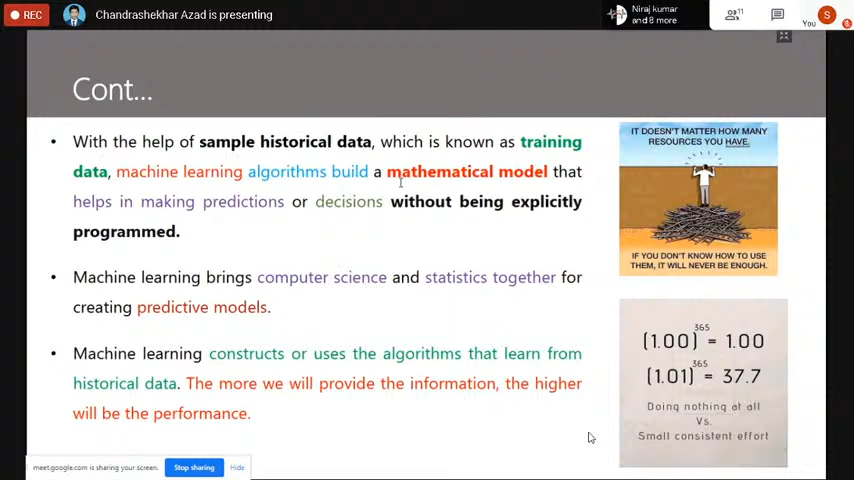 REC
Chandrashekhar Azad is presenting
Niraj kumar
and 8 more
11
S
You
Cont...
• With the help of sample historical data, which is known as training
data, machine learning algorithms build a mathematical model that
helps in making predictions or decisions without being explicitly
programmed.
• Machine learning brings computer science and statistics together for
creating predictive models.
• Machine learning constructs or uses the algorithms that learn from
historical data. The more we will provide the information, the higher
will be the performance.
IT DOESN'T MATTER HOW MANY
RESOURCES YOU HAVE.
IF YOU DON'T KNOW HOW TO USE
THEM, IT WILL NEVER BE ENOUGH.
(1.00)^365 = 1.00
(1.01)^365 = 37.7
Doing nothing at all
Vs.
Small consistent effort
meet.google.com is sharing your screen.
Stop sharing
Hide